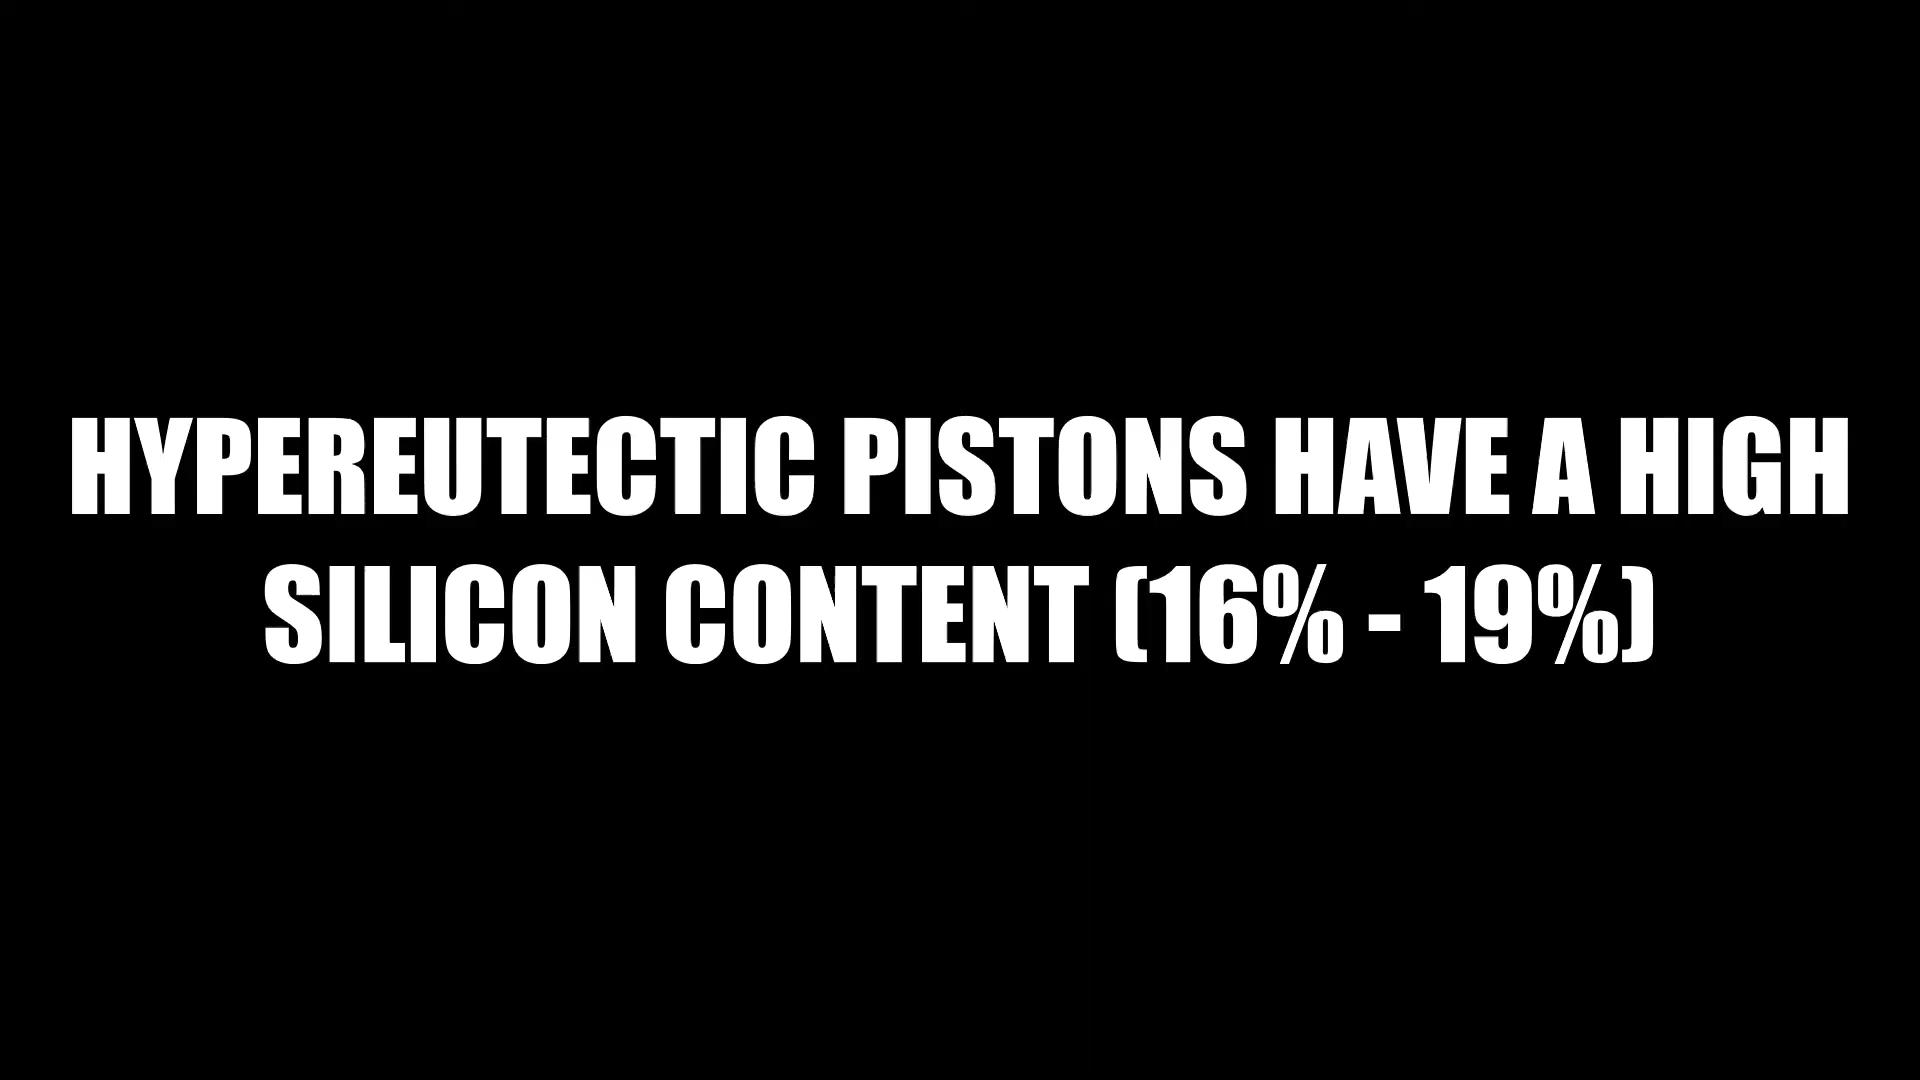 HYPEREUTECTIC PISTONS HAVE A HIGH
SILICON CONTENT (16% - 19%)